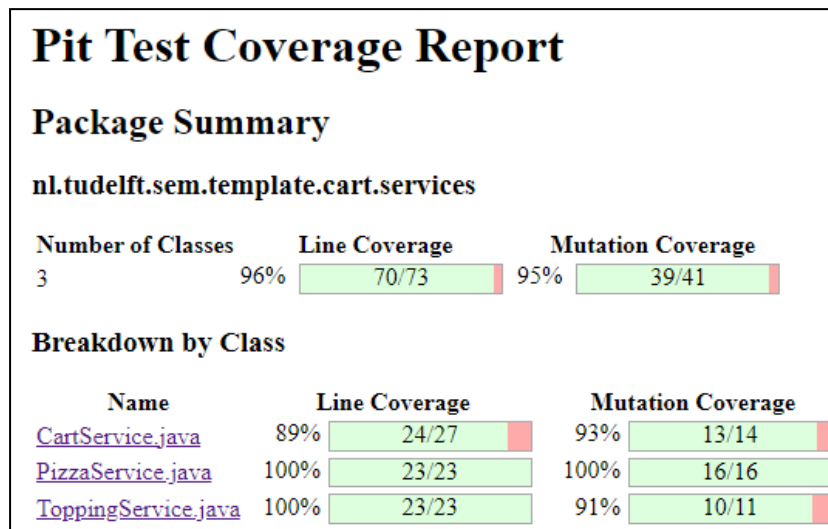 Pit Test Coverage Report
Package Summary
nl.tudelft.sem.template.cart.services
Number of Classes Line Coverage Mutation Coverage
3 96% 70/73 95% 39/41
Breakdown by Class
Name Line Coverage Mutation Coverage
CartService.java 89% 24/27 93% 13/14
PizzaService.java 100% 23/23 100% 16/16
ToppingService.java 100% 23/23 91% 10/11